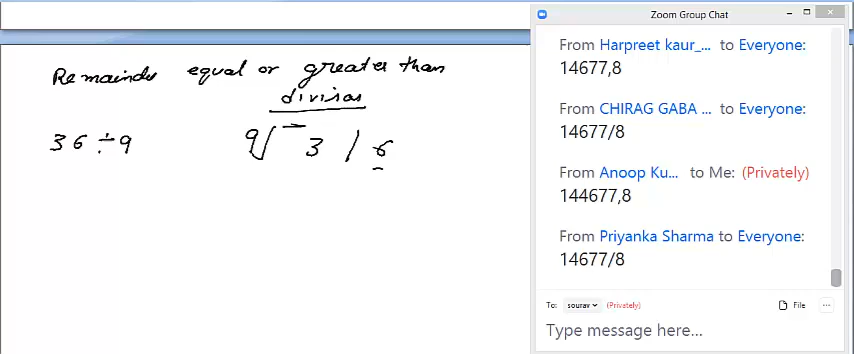 Remainder equal or greater than
divisor
36 ÷ 9 9 3 / 6
Zoom Group Chat
From Harpreet kaur_... to Everyone:
14677,8
From CHIRAG GABA ... to Everyone:
14677/8
From Anoop Ku... to Me: (Privately)
144677,8
From Priyanka Sharma to Everyone:
14677/8
To: sourav (Privately) File ...
Type message here...